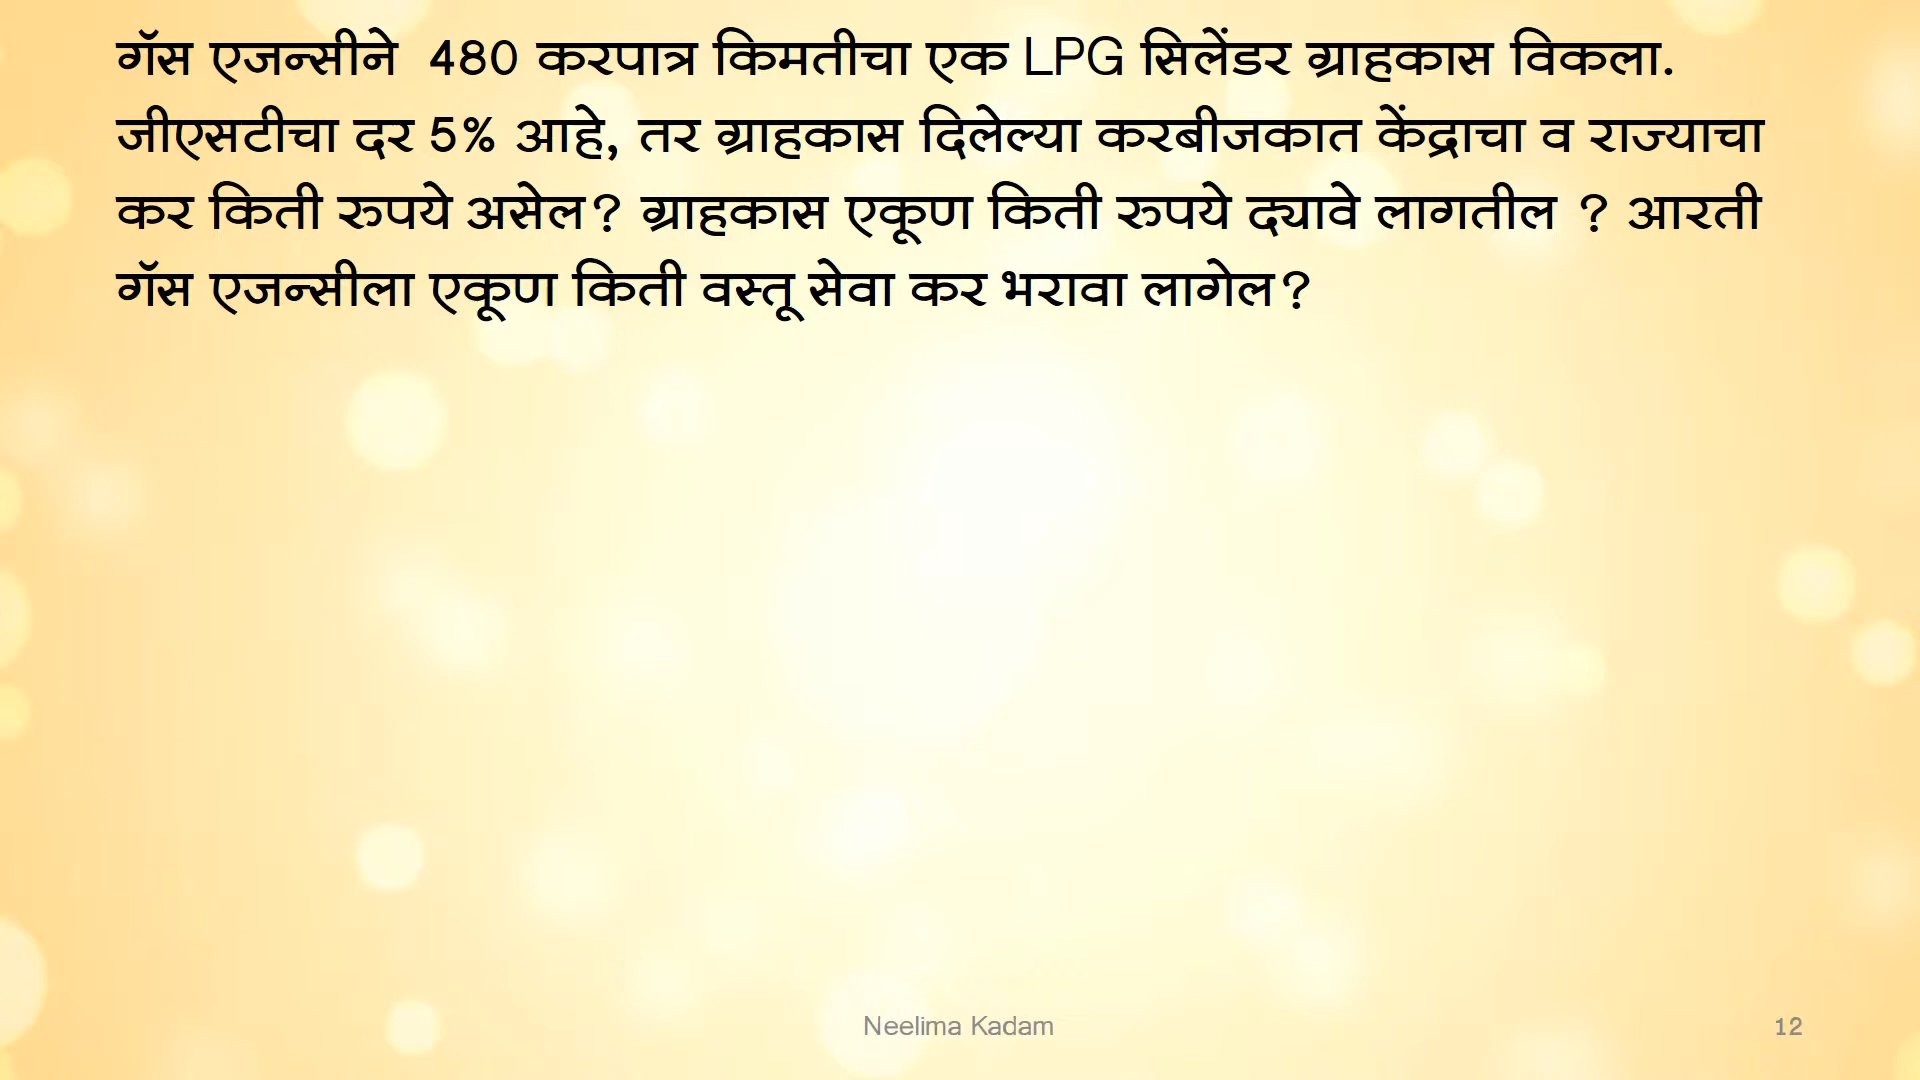 गॅस एजन्सीने 480 करपात्र किमतीचा एक LPG सिलेंडर ग्राहकास विकला.
जीएसटीचा दर 5% आहे, तर ग्राहकास दिलेल्या करबीजकात केंद्राचा व राज्याचा
कर किती रुपये असेल? ग्राहकास एकूण किती रुपये द्यावे लागतील ? आरती
गॅस एजन्सीला एकूण किती वस्तू सेवा कर भरावा लागेल?
Neelima Kadam
12